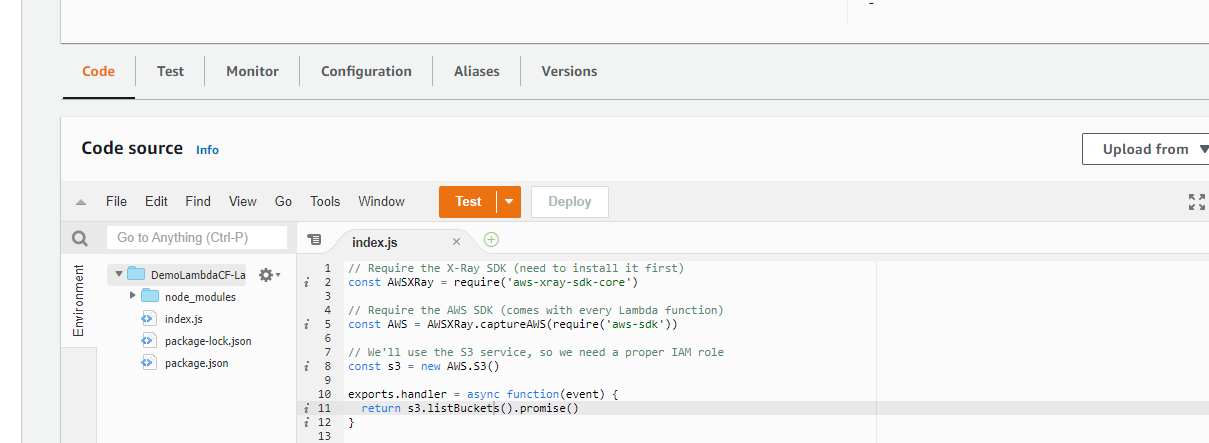 -
Code Test Monitor Configuration Aliases Versions
Code source Info
Upload from
File Edit Find View Go Tools Window Test Deploy
Go to Anything (Ctrl-P)
index.js
Environment
DemoLambdaCF-La
node_modules
index.js
package-lock.json
package.json
1 // Require the X-Ray SDK (need to install it first)
i 2 const AWSXRay = require('aws-xray-sdk-core')
3
4 // Require the AWS SDK (comes with every Lambda function)
i 5 const AWS = AWSXRay.captureAWS(require('aws-sdk'))
6
7 // We'll use the S3 service, so we need a proper IAM role
i 8 const s3 = new AWS.S3()
9
10 exports.handler = async function(event) {
i 11 return s3.listBuckets().promise()
i 12 }
13